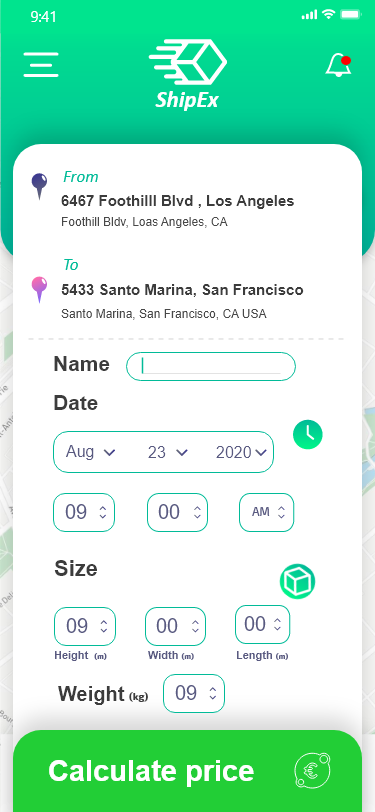 9:41
ShipEx
From
6467 Foothilll Blvd , Los Angeles
Foothill Bldv, Loas Angeles, CA
To
5433 Santo Marina, San Francisco
Santo Marina, San Francisco, CA USA
Name
Date
Aug 23 2020
09 00 AM
Size
09 00 00
Height (m) Width (m) Length (m)
Weight (kg) 09
Calculate price
€